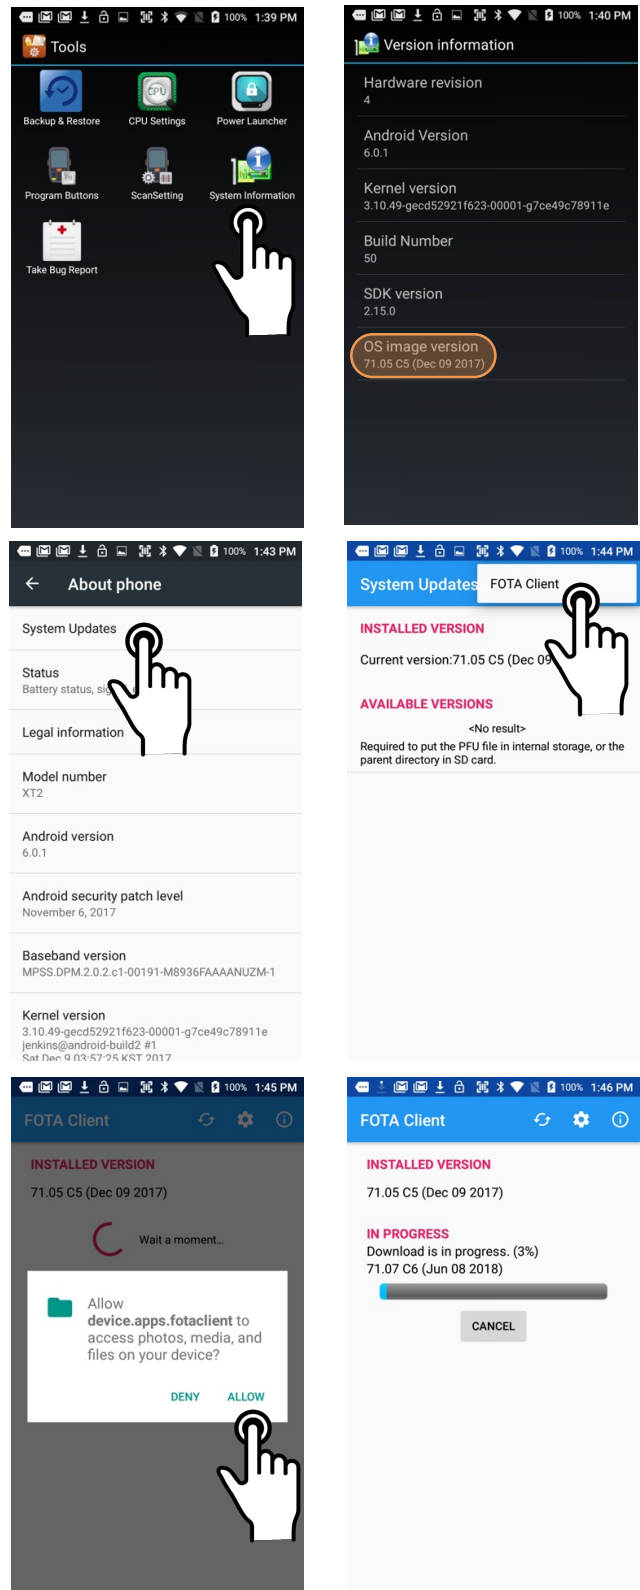 100% 1:39 PM
Tools
Backup & Restore CPU Settings Power Launcher
Program Buttons ScanSetting System Information
Take Bug Report
100% 1:40 PM
Version information
Hardware revision
4
Android Version
6.0.1
Kernel version
3.10.49-gecd52921f623-00001-g7ce49c78911e
Build Number
50
SDK version
2.15.0
OS image version
71.05 C5 (Dec 09 2017)
100% 1:43 PM
About phone
System Updates
Status
Battery status,
Legal information
Model number
XT2
Android version
6.0.1
Android security patch level
November 6, 2017
Baseband version
MPSS.DPM.2.0.2.c1-00191-M8936FAAAANUZM-1
Kernel version
3.10.49-gecd52921f623-00001-g7ce49c78911e
jenkins@android-build2 #1
Sat Dec 9 03:57:25 KST 2017
100% 1:44 PM
System Updates FOTA Client
INSTALLED VERSION
Current version:71.05 C5 (Dec 09
AVAILABLE VERSIONS
<No result>
Required to put the PFU file in internal storage, or the
parent directory in SD card.
100% 1:45 PM
FOTA Client
INSTALLED VERSION
71.05 C5 (Dec 09 2017)
Wait a moment...
Allow
device.apps.fotaclient to
access photos, media, and
files on your device?
DENY ALLOW
100% 1:46 PM
FOTA Client
INSTALLED VERSION
71.05 C5 (Dec 09 2017)
IN PROGRESS
Download is in progress. (3%)
71.07 C6 (Jun 08 2018)
CANCEL